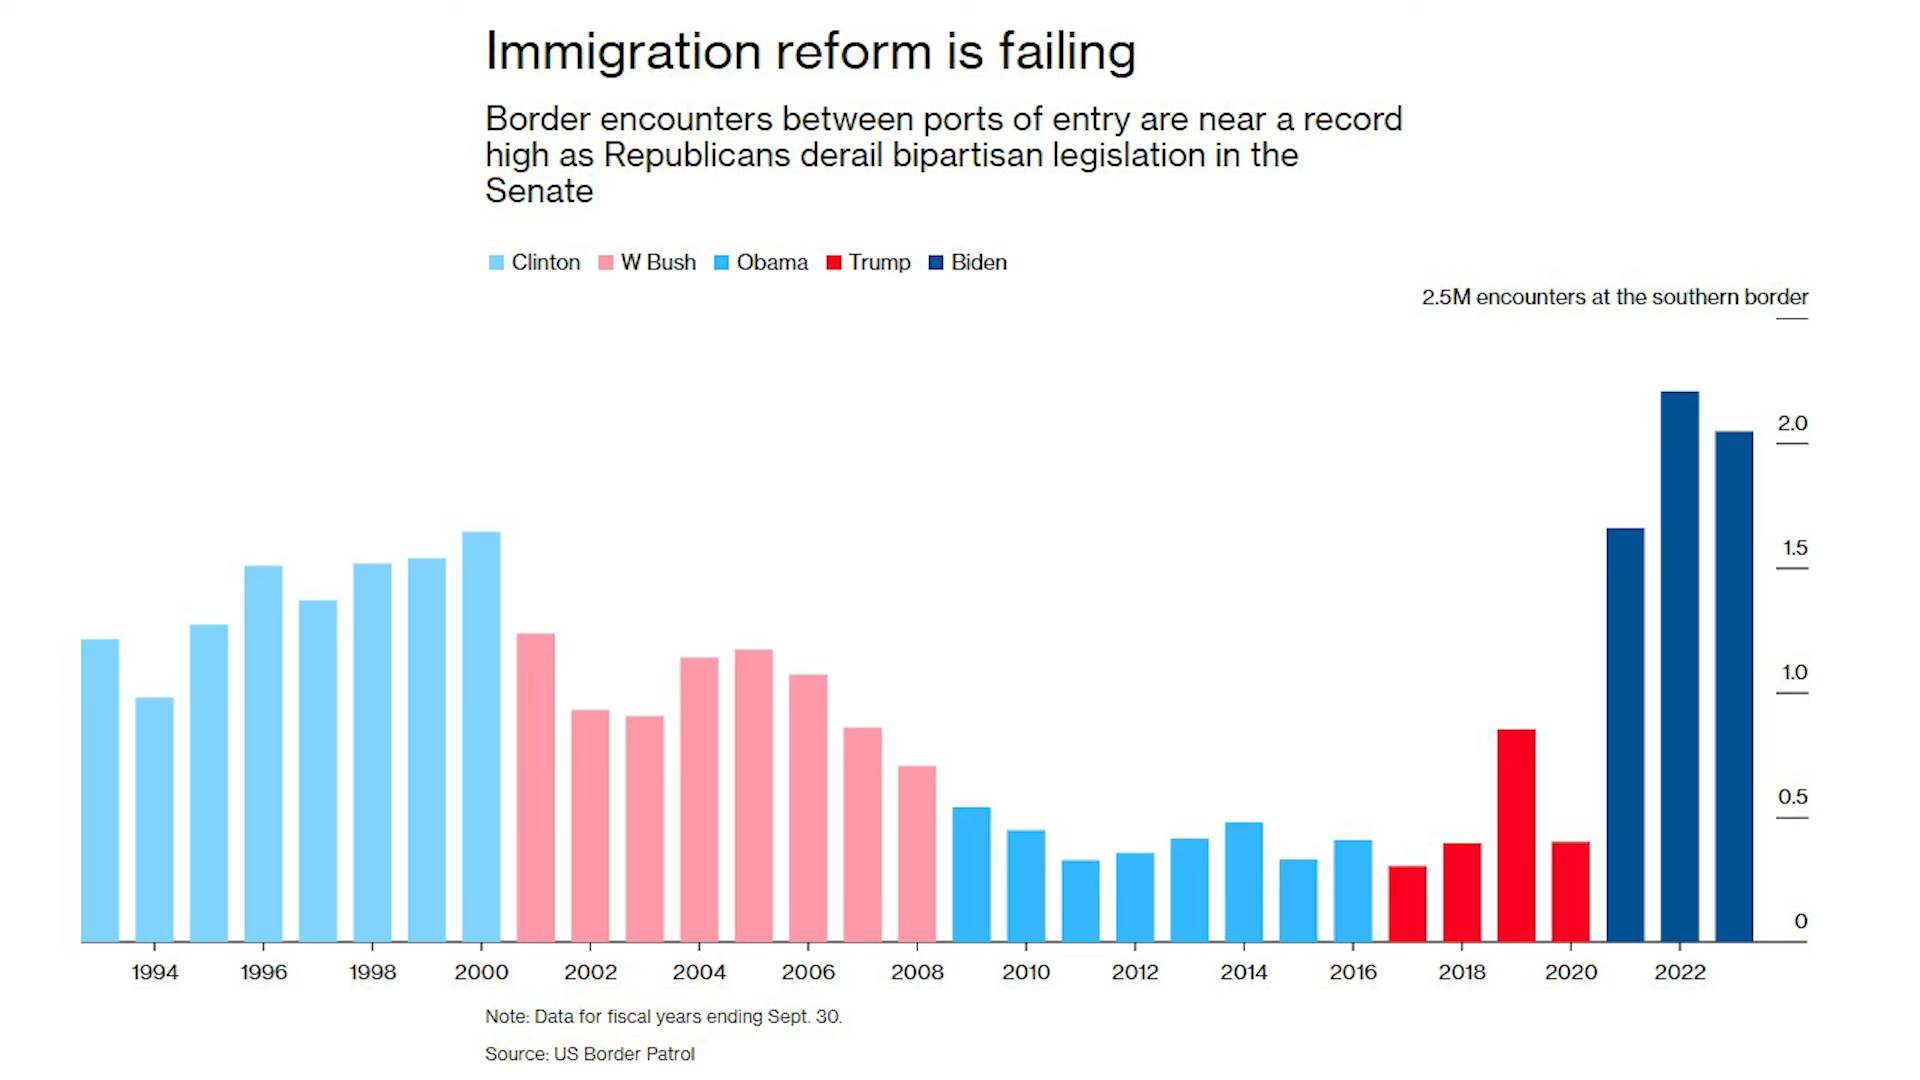 Immigration reform is failing
Border encounters between ports of entry are near a record
high as Republicans derail bipartisan legislation in the
Senate
Clinton W Bush Obama Trump Biden
2.5M encounters at the southern border
2.0
1.5
1.0
0.5
0
1994 1996 1998 2000 2002 2004 2006 2008 2010 2012 2014 2016 2018 2020 2022
Note: Data for fiscal years ending Sept. 30.
Source: US Border Patrol